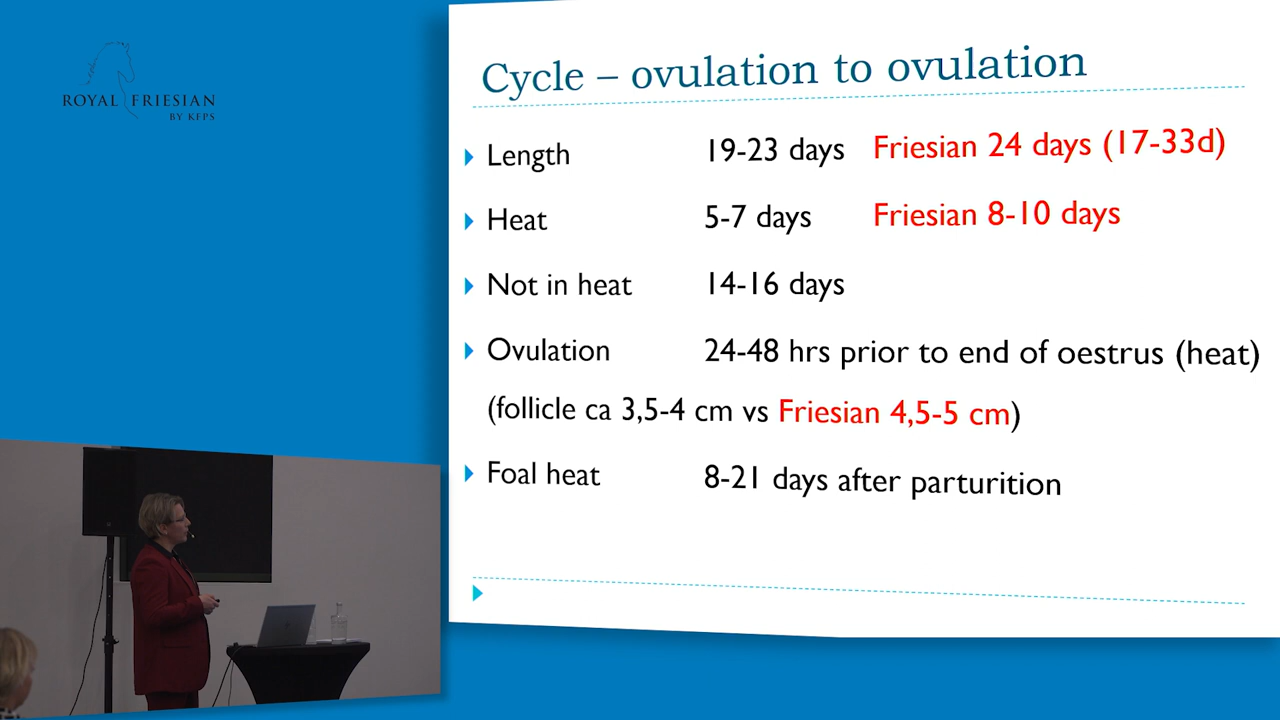 ROYAL FRIESIAN
BY KFPS
Cycle – ovulation to ovulation
Length 19-23 days Friesian 24 days (17-33d)
Heat 5-7 days Friesian 8-10 days
Not in heat 14-16 days
Ovulation 24-48 hrs prior to end of oestrus (heat)
(follicle ca 3,5-4 cm vs Friesian 4,5-5 cm)
Foal heat 8-21 days after parturition